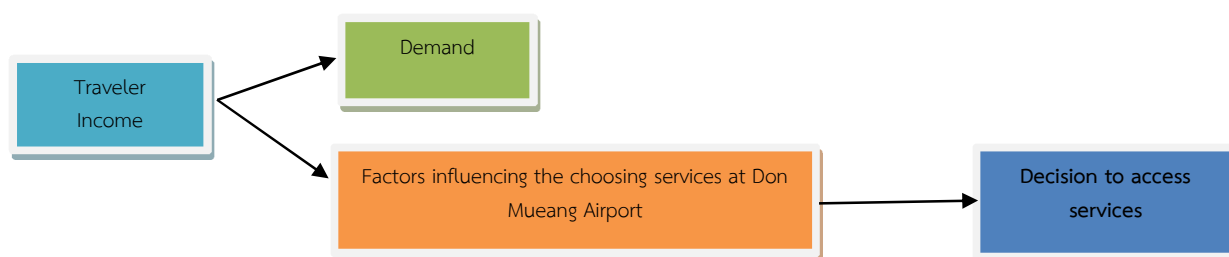 Traveler
Income
Demand
Factors influencing the choosing services at Don
Mueang Airport
Decision to access
services